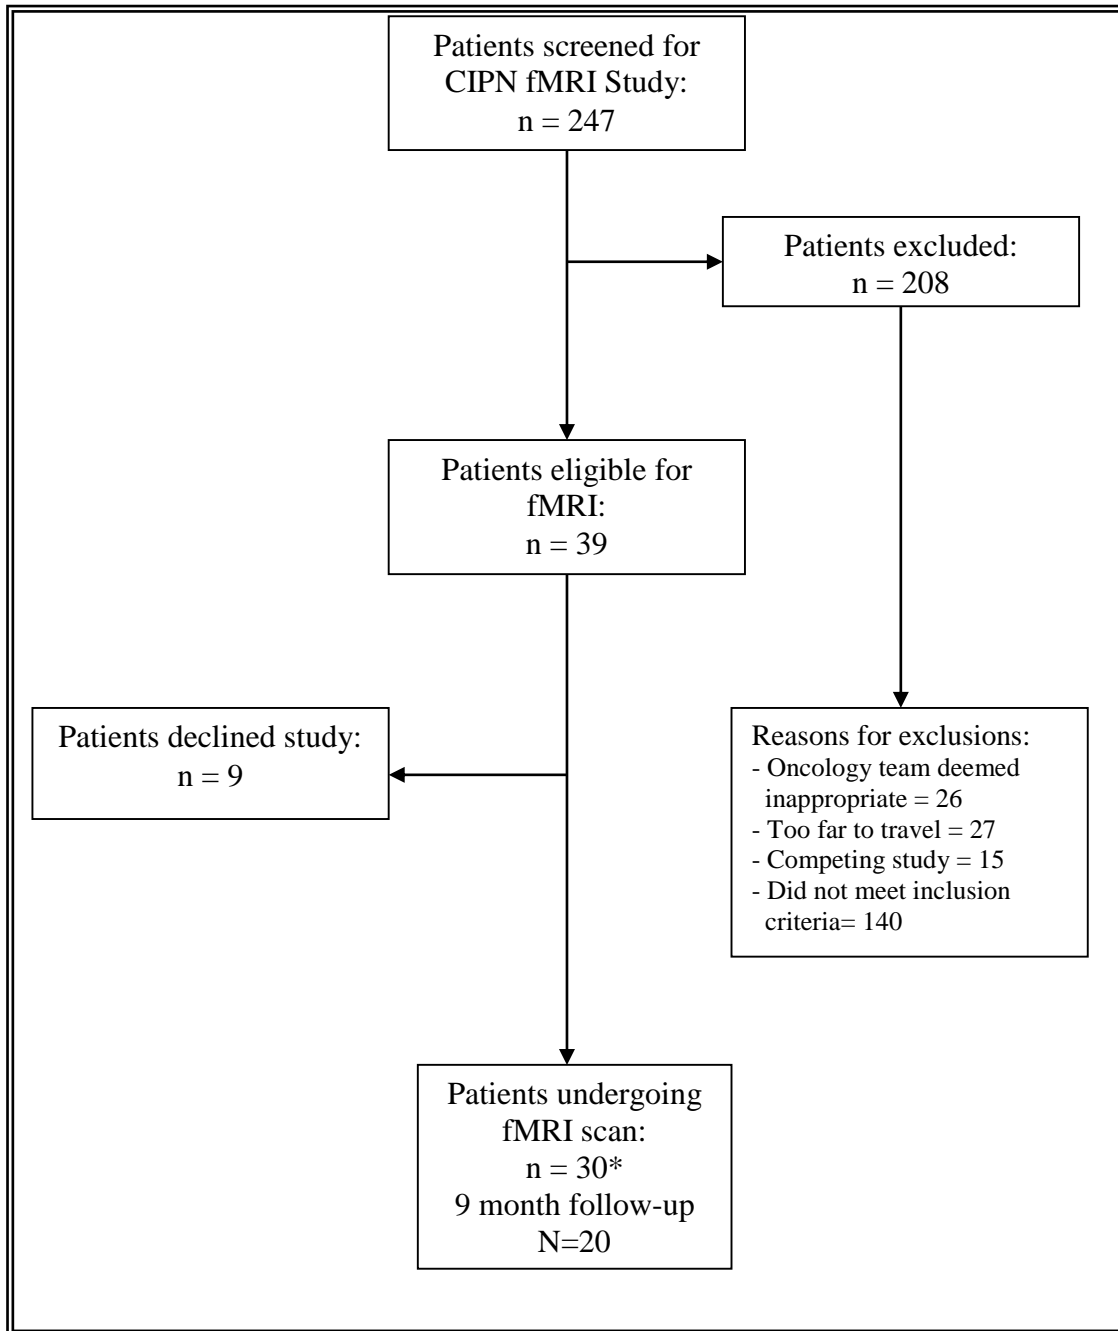 Patients screened for
CIPN fMRI Study:
n = 247
Patients excluded:
n = 208
Patients eligible for
fMRI:
n = 39
Patients declined study:
n = 9
Reasons for exclusions:
- Oncology team deemed
inappropriate = 26
- Too far to travel = 27
- Competing study = 15
- Did not meet inclusion
criteria= 140
Patients undergoing
fMRI scan:
n = 30*
9 month follow-up
N=20